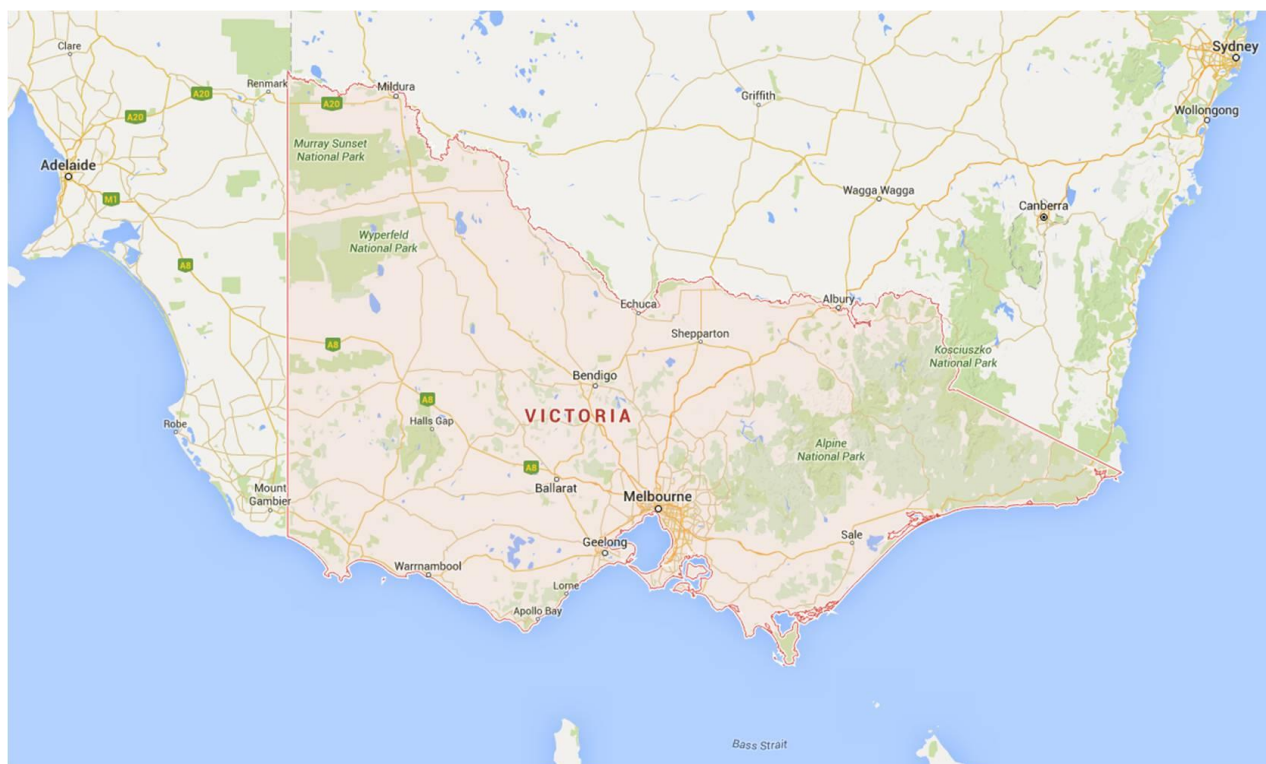 Clare
Sydney
Renmark
Mildura
A20
Griffith
A20
A20
Wollongong
Murray Sunset
National Park
Adelaide
Wagga Wagga
M1
Canberra
Wyperfeld
National Park
A8
Echuca
Albury
Shepparton
A8
Kosciuszko
National Park
Bendigo
A8
VICTORIA
Robe
Halls Gap
Alpine
National Park
A8
Mount
Gambier
Ballarat
Melbourne
Sale
Geelong
Warrnambool
Lorne
Apollo Bay
Bass Strait